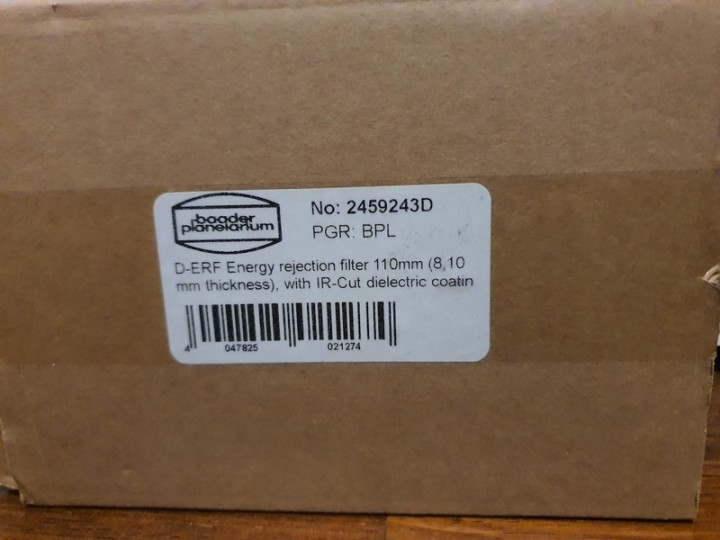 baader
planetarium
No: 2459243D
PGR: BPL
D-ERF Energy rejection filter 110mm (8,10
mm thickness), with IR-Cut dielectric coatin
4 047825 021274